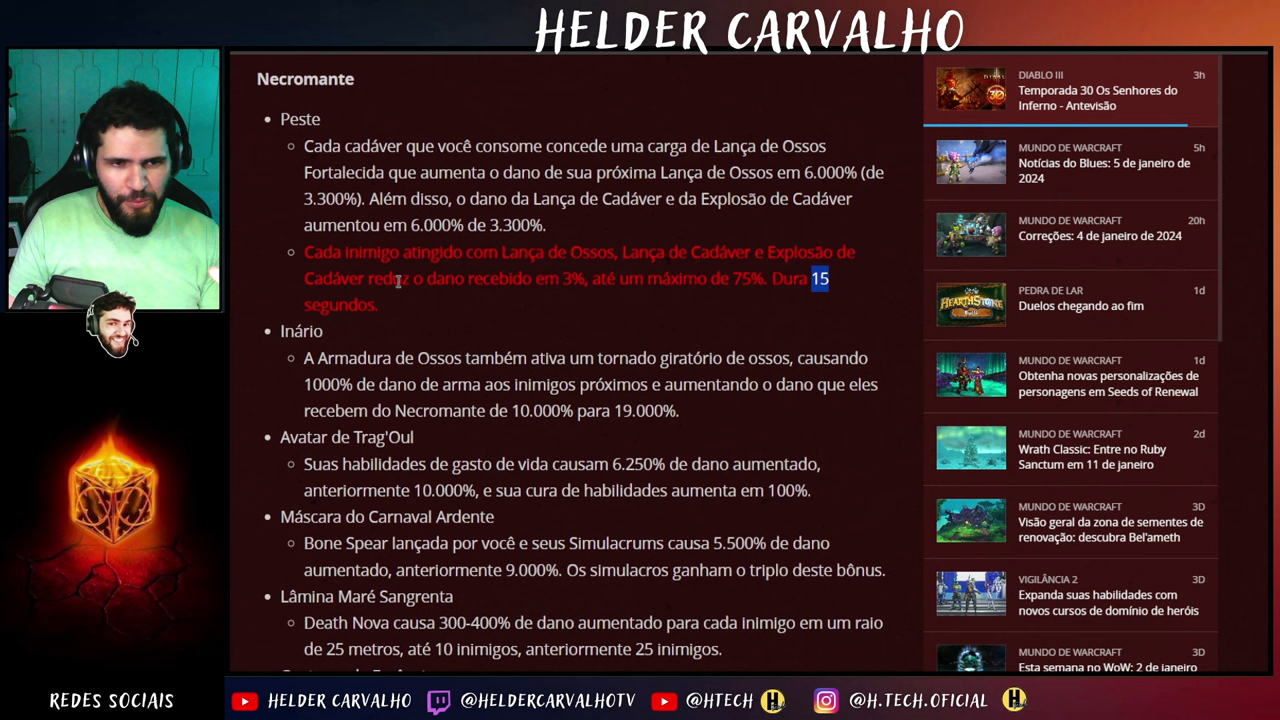 HELDER CARVALHO
Necromante
Peste
Cada cadáver que você consome concede uma carga de Lança de Ossos
Fortalecida que aumenta o dano de sua próxima Lança de Ossos em 6.000% (de
3.300%). Além disso, o dano da Lança de Cadáver e da Explosão de Cadáver
aumentou em 6.000% de 3.300%.
Cada inimigo atingido com Lança de Ossos, Lança de Cadáver e Explosão de
Cadáver reduz o dano recebido em 3%, até um máximo de 75%. Dura 15
segundos.
Inário
A Armadura de Ossos também ativa um tornado giratório de ossos, causando
1000% de dano de arma aos inimigos próximos e aumentando o dano que eles
recebem do Necromante de 10.000% para 19.000%.
Avatar de Trag'Oul
Suas habilidades de gasto de vida causam 6.250% de dano aumentado,
anteriormente 10.000%, e sua cura de habilidades aumenta em 100%.
Máscara do Carnaval Ardente
Bone Spear lançada por você e seus Simulacrums causa 5.500% de dano
aumentado, anteriormente 9.000%. Os simulacros ganham o triplo deste bônus.
Lâmina Maré Sangrenta
Death Nova causa 300-400% de dano aumentado para cada inimigo em um raio
de 25 metros, até 10 inimigos, anteriormente 25 inimigos.
DIABLO III 3h
Temporada 30 Os Senhores do
Inferno - Antevisão
MUNDO DE WARCRAFT 5h
Notícias do Blues: 5 de janeiro de
2024
MUNDO DE WARCRAFT 20h
Correções: 4 de janeiro de 2024
PEDRA DE LAR 1d
Duelos chegando ao fim
HEARTHSTONE
MUNDO DE WARCRAFT 1d
Obtenha novas personalizações de
personagens em Seeds of Renewal
MUNDO DE WARCRAFT 2d
Wrath Classic: Entre no Ruby
Sanctum em 11 de janeiro
MUNDO DE WARCRAFT 3D
Visão geral da zona de sementes de
renovação: descubra Bel'ameth
VIGILÂNCIA 2 3D
Expanda suas habilidades com
novos cursos de domínio de heróis
MUNDO DE WARCRAFT 3D
Esta semana no WoW: 2 de janeiro
REDES SOCIAIS HELDER CARVALHO @HELDERCARVALHOTV @HTECH @H.TECH.OFICIAL